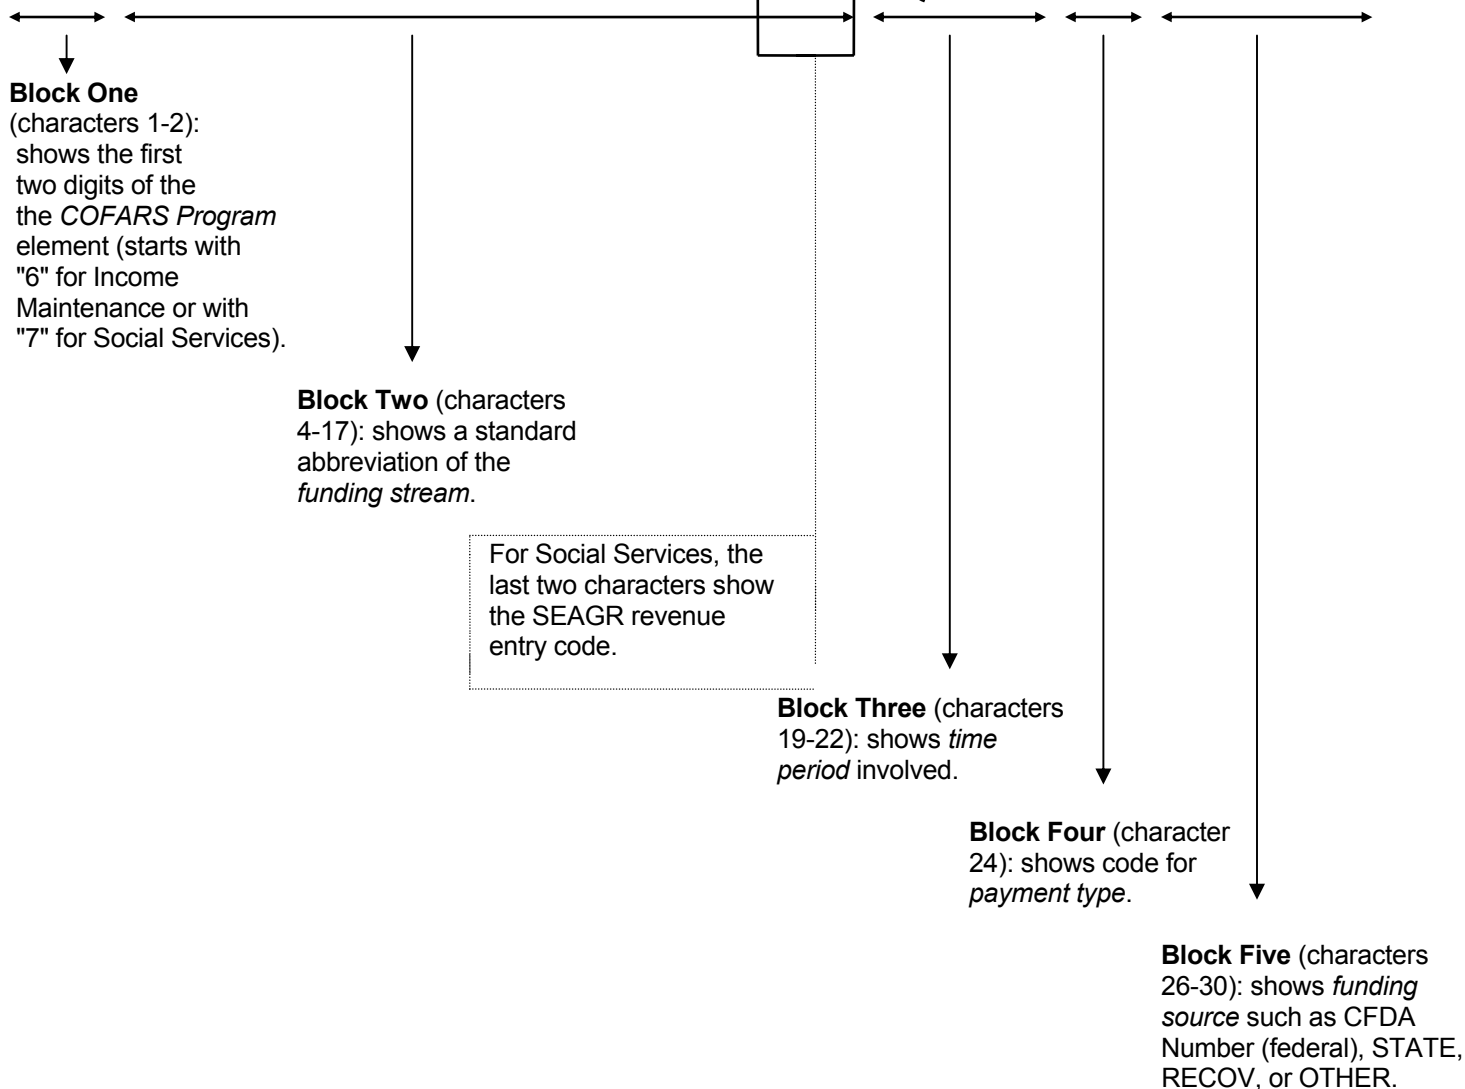 Block One
(characters 1-2):
shows the first
two digits of the
the COFARS Program
element (starts with
"6" for Income
Maintenance or with
"7" for Social Services).
Block Two (characters
4-17): shows a standard
abbreviation of the
funding stream.
For Social Services, the
last two characters show
the SEAGR revenue
entry code.
Block Three (characters
19-22): shows time
period involved.
Block Four (character
24): shows code for
payment type.
Block Five (characters
26-30): shows funding
source such as CFDA
Number (federal), STATE,
RECOV, or OTHER.